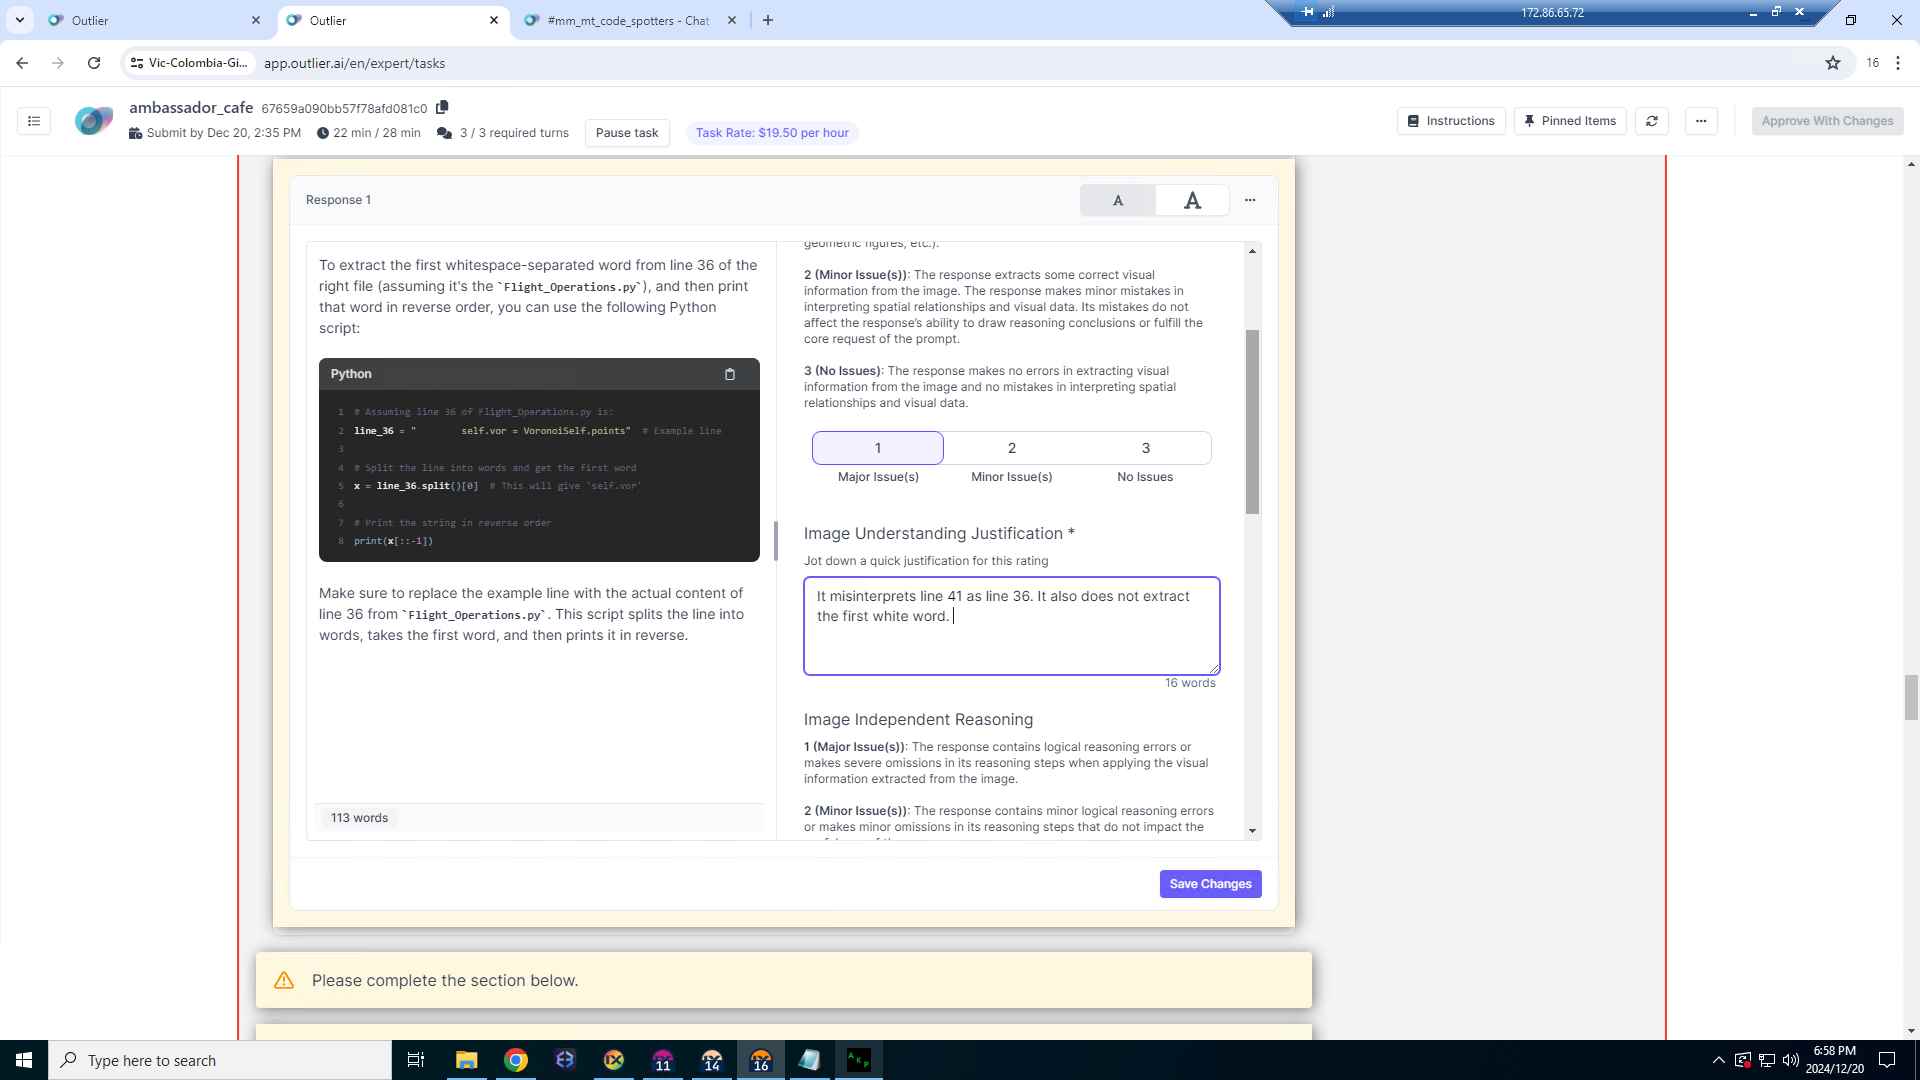 Outlier
Outlier
#mm_mt_code_spotters - Chat
172.86.65.72
Vic-Colombia-Gi...
app.outlier.ai/en/expert/tasks
16
ambassador_cafe 67659a090bb57f78afd081c0
Submit by Dec 20, 2:35 PM
22 min / 28 min
3 / 3 required turns
Pause task
Task Rate: $19.50 per hour
Instructions
Pinned Items
Approve With Changes
Response 1
A
A
To extract the first whitespace-separated word from line 36 of the
right file (assuming it's the `Flight_Operations.py`), and then print
that word in reverse order, you can use the following Python
script:
Python
1 # Assuming line 36 of Flight_Operations.py is:
2 line_36 = "        self.vor = VoronoiSelf.points"  # Example line
3
4 # Split the line into words and get the first word
5 x = line_36.split()[0]  # This will give 'self.vor'
6
7 # Print the string in reverse order
8 print(x[::-1])
Make sure to replace the example line with the actual content of
line 36 from `Flight_Operations.py`. This script splits the line into
words, takes the first word, and then prints it in reverse.
113 words
geometric figures, etc.).
2 (Minor Issue(s)): The response extracts some correct visual
information from the image. The response makes minor mistakes in
interpreting spatial relationships and visual data. Its mistakes do not
affect the response's ability to draw reasoning conclusions or fulfill the
core request of the prompt.
3 (No Issues): The response makes no errors in extracting visual
information from the image and no mistakes in interpreting spatial
relationships and visual data.
1
2
3
Major Issue(s)
Minor Issue(s)
No Issues
Image Understanding Justification *
Jot down a quick justification for this rating
It misinterprets line 41 as line 36. It also does not extract
the first white word.
16 words
Image Independent Reasoning
1 (Major Issue(s)): The response contains logical reasoning errors or
makes severe omissions in its reasoning steps when applying the visual
information extracted from the image.
2 (Minor Issue(s)): The response contains minor logical reasoning errors
or makes minor omissions in its reasoning steps that do not impact the
Save Changes
Please complete the section below.
Type here to search
11
14
16
6:58 PM
2024/12/20